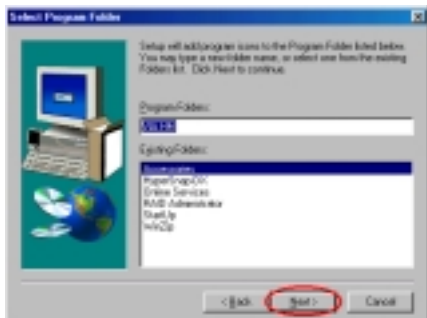 Select Program Folder
Setup will add program icons to the Program Folder listed below.
You may type a new folder name, or select one from the existing
Folders list. Click Next to continue.
Program Folders:
Existing Folders:
Accessories
HyperSnap-DX
Online Services
RAID Administrator
StartUp
WinZip
< Back
Next >
Cancel